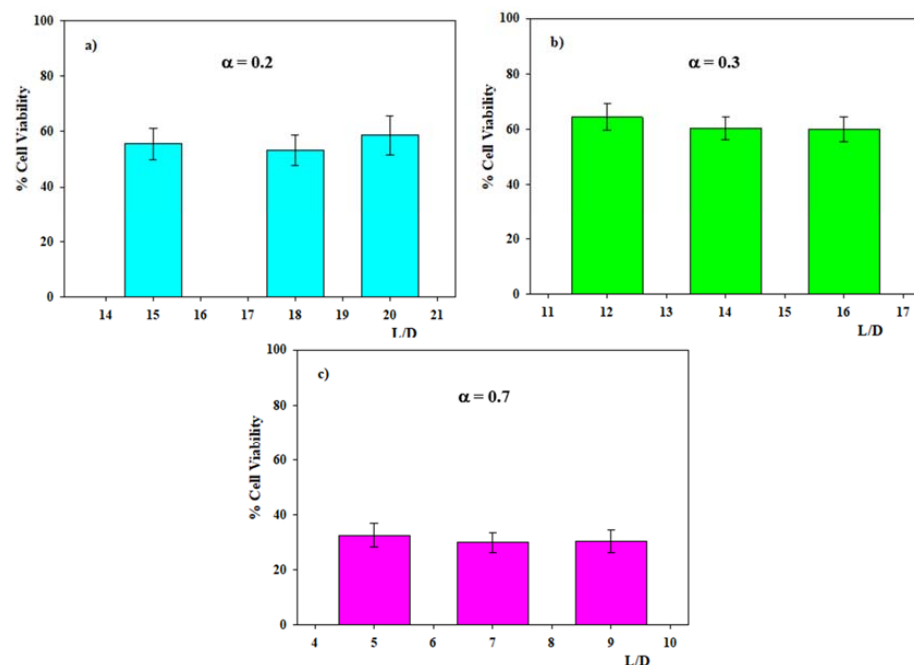 a)
α = 0.2
% Cell Viability
100
80
60
40
20
0
14 15 16 17 18 19 20 21
L/D
b)
α = 0.3
% Cell Viability
100
80
60
40
20
0
11 12 13 14 15 16 17
L/D
c)
α = 0.7
% Cell Viability
100
80
60
40
20
0
4 5 6 7 8 9 10
L/D